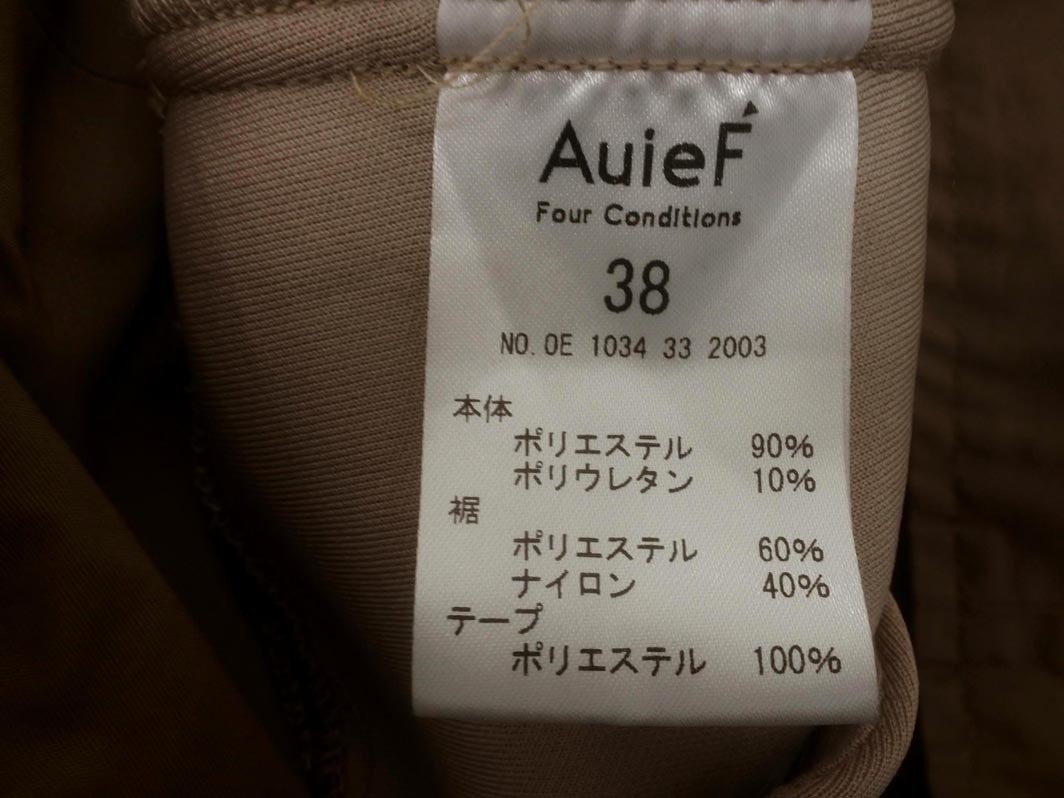 AuieF
Four Conditions
38
NO.OE 1034 33 2003
本体
ポリエステル 90%
ポリウレタン 10%
裾
ポリエステル 60%
ナイロン 40%
テープ
ポリエステル 100%